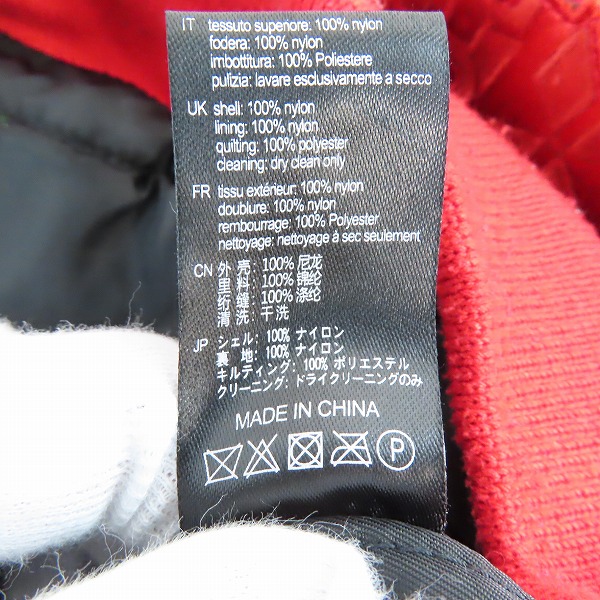 IT tessuto superiore: 100% nylon
fodera: 100% nylon
imbottitura: 100% Poliestere
pulizia: lavare esclusivamente a secco
UK shell: 100% nylon
lining: 100% nylon
quilting: 100% polyester
cleaning: dry clean only
FR tissu extérieur: 100% nylon
doublure: 100% nylon
rembourrage: 100% Polyester
nettoyage: nettoyage à sec seulement
CN 外 壳: 100% 尼龙
里 料: 100% 锦纶
绗 缝: 100% 涤纶
清 洗: 干 洗
JP シェル: 100% ナイロン
裏 地: 100% ナイロン
キルティング: 100% ポリエステル
クリーニング: ドライクリーニングのみ
MADE IN CHINA
P